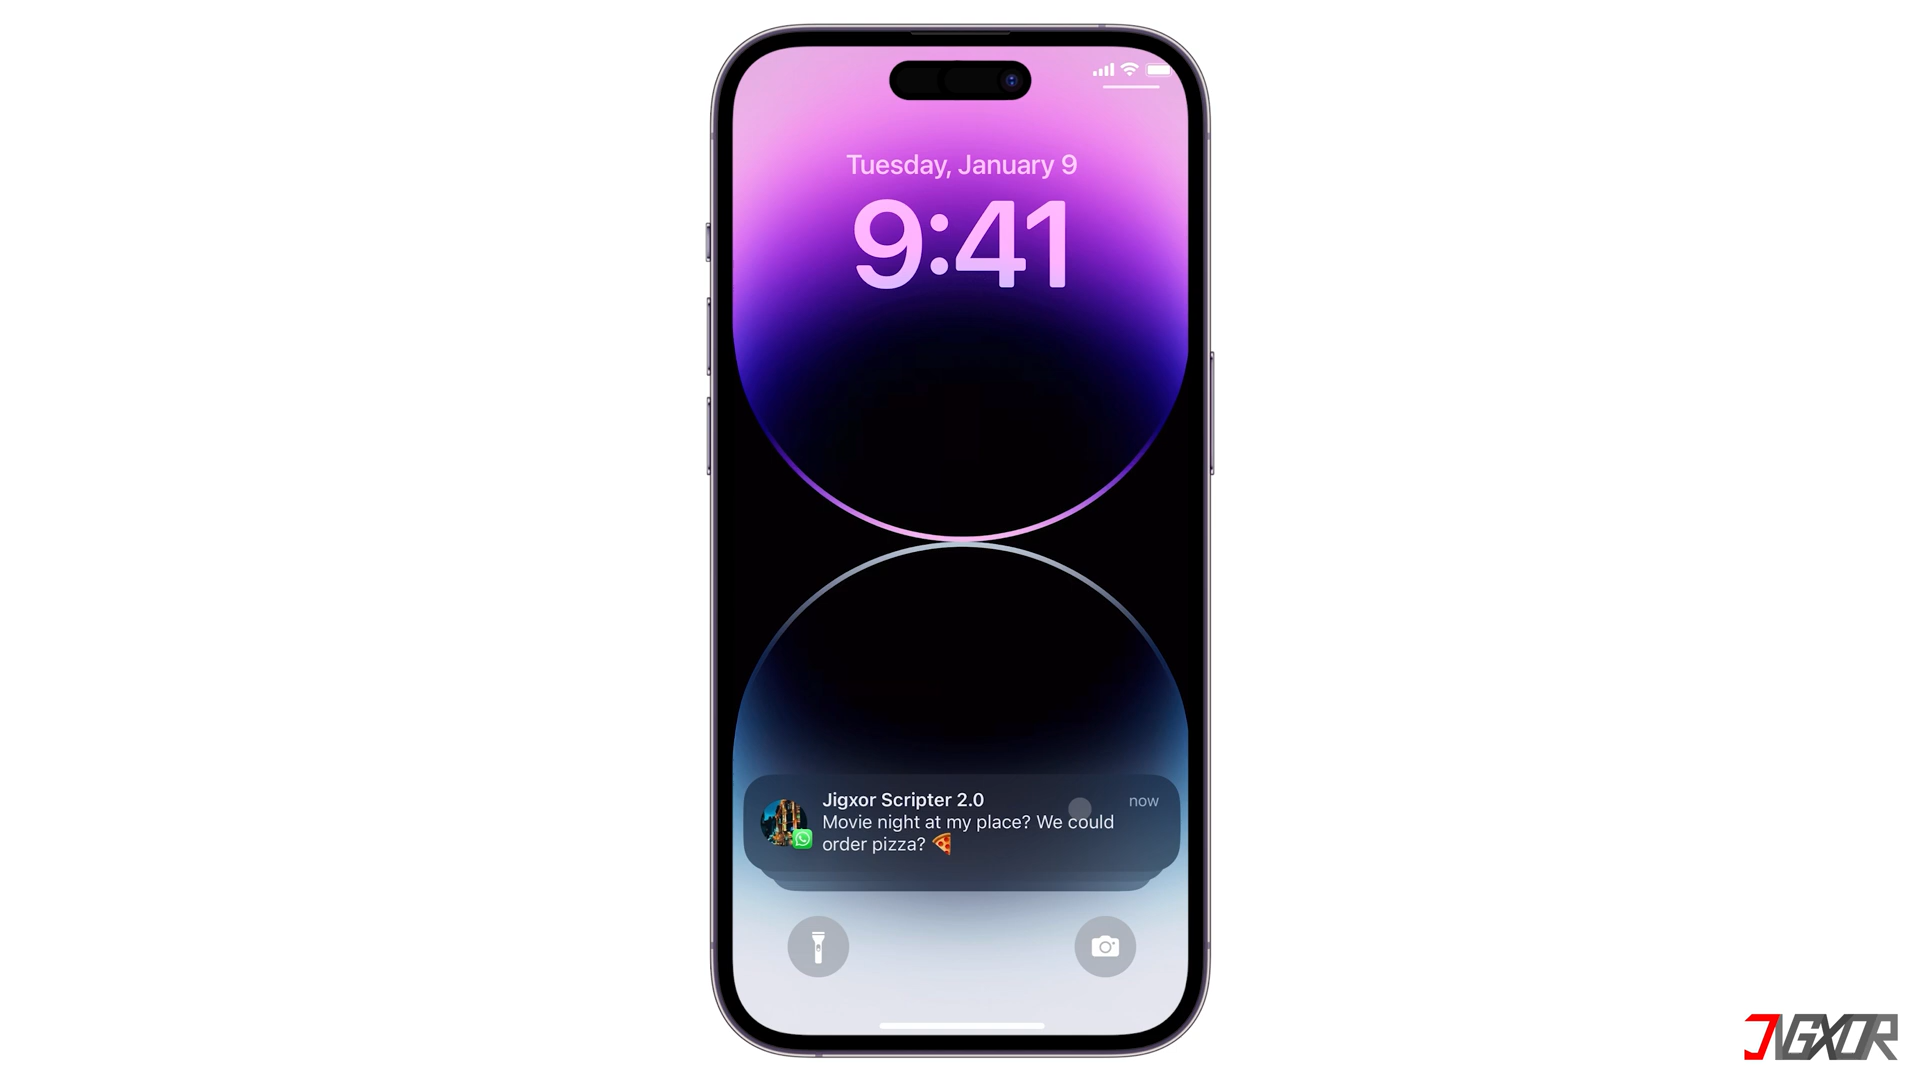 Tuesday, January 9
9:41
Jigxor Scripter 2.0
now
Movie night at my place? We could
order pizza? 🍕
JIGXOR